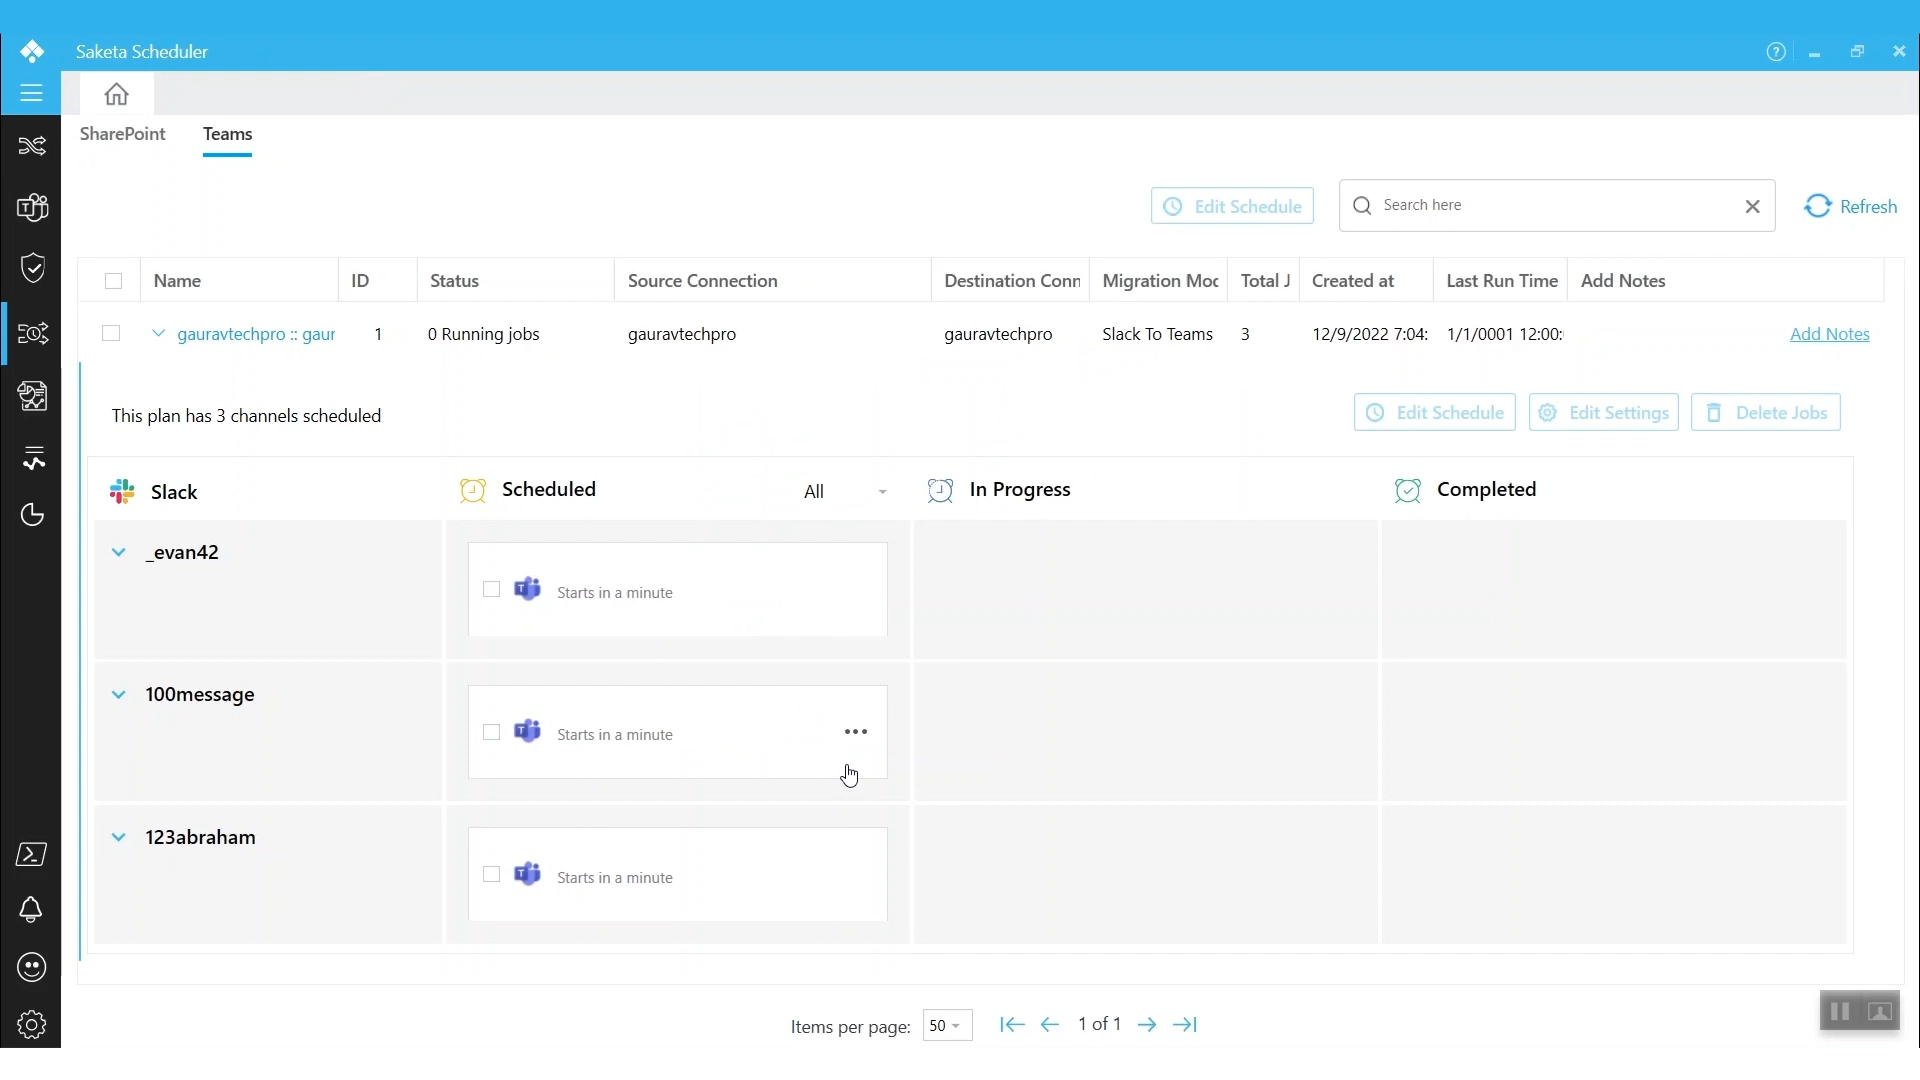 Saketa Scheduler
SharePoint Teams
Edit Schedule Search here Refresh
Name ID Status Source Connection Destination Conn Migration Moc Total J Created at Last Run Time Add Notes
gauravtechpro :: gaur 1 0 Running jobs gauravtechpro gauravtechpro Slack To Teams 3 12/9/2022 7:04: 1/1/0001 12:00: Add Notes
This plan has 3 channels scheduled Edit Schedule Edit Settings Delete Jobs
Slack Scheduled All In Progress Completed
_evan42
Starts in a minute
100message
Starts in a minute
123abraham
Starts in a minute
Items per page: 50 1 of 1